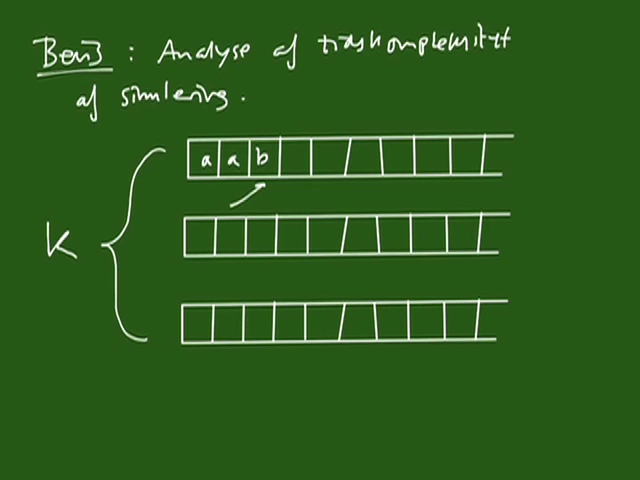 Bevis : Analyse af tidskompleksitet
af simulering.
a a b
K